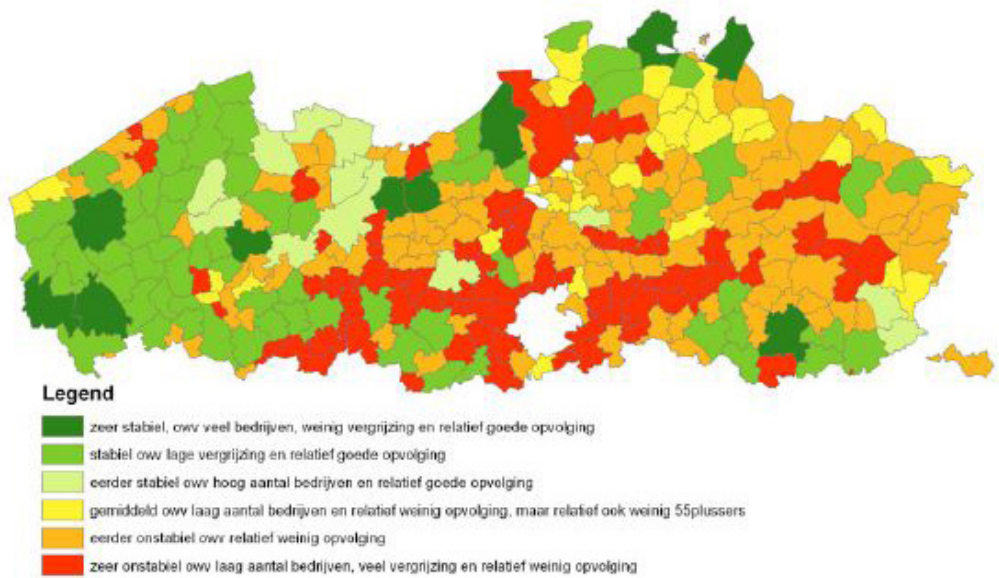 Legend
zeer stabiel, owv veel bedrijven, weinig vergrijzing en relatief goede opvolging
stabiel owv lage vergrijzing en relatief goede opvolging
eerder stabiel owv hoog aantal bedrijven en relatief goede opvolging
gemiddeld owv laag aantal bedrijven en relatief weinig opvolging, maar relatief ook weinig 55plussers
eerder onstabiel owv relatief weinig opvolging
zeer onstabiel owv laag aantal bedrijven, veel vergrijzing en relatief weinig opvolging